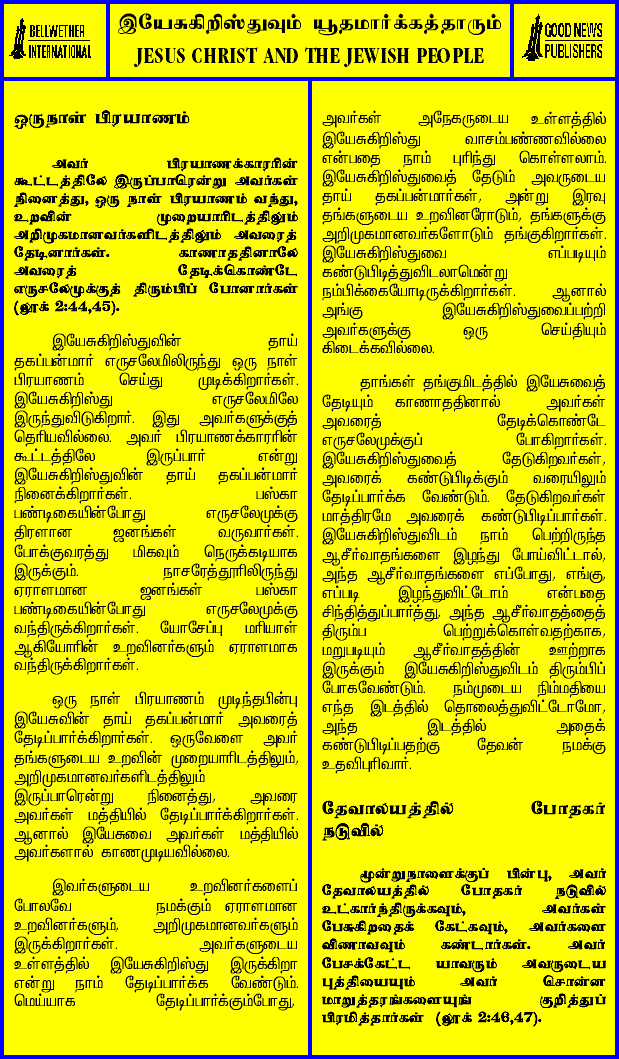 BELLWETHER
INTERNATIONAL
இயேசுகிறிஸ்துவும் யூதமார்க்கத்தாரும்
JESUS CHRIST AND THE JEWISH PEOPLE
GOOD NEWS
PUBLISHERS
ஒருநாள் பிரயாணம்
அவர் பிரயாணக்காரரின்
கூட்டத்திலே இருப்பாரென்று அவர்கள்
நினைத்து, ஒரு நாள் பிரயாணம் வந்து,
உறவின் முறையாரிடத்திலும்
அறிமுகமானவர்களிடத்திலும் அவரைத்
தேடினார்கள். காணாததினாலே
அவரைத் தேடிக்கொண்டே
எருசலேமுக்குத் திரும்பிப் போனார்கள்
(லூக் 2:44,45).
இயேசுகிறிஸ்துவின் தாய்
தகப்பன்மார் எருசலேமிலிருந்து ஒரு நாள்
பிரயாணம் செய்து முடிக்கிறார்கள்.
இயேசுகிறிஸ்து எருசலேமிலே
இருந்துவிடுகிறார். இது அவர்களுக்குத்
தெரியவில்லை. அவர் பிரயாணக்காரரின்
கூட்டத்திலே இருப்பார் என்று
இயேசுகிறிஸ்துவின் தாய் தகப்பன்மார்
நினைக்கிறார்கள். பஸ்கா
பண்டிகையின்போது எருசலேமுக்கு
திரளான ஜனங்கள் வருவார்கள்.
போக்குவரத்து மிகவும் நெருக்கடியாக
இருக்கும். நாசரேத்தூரிலிருந்து
ஏராளமான ஜனங்கள் பஸ்கா
பண்டிகையின்போது எருசலேமுக்கு
வந்திருக்கிறார்கள். யோசேப்பு மரியாள்
ஆகியோரின் உறவினர்களும் ஏராளமாக
வந்திருக்கிறார்கள்.
ஒரு நாள் பிரயாணம் முடிந்தபின்பு
இயேசுவின் தாய் தகப்பன்மார் அவரைத்
தேடிப்பார்க்கிறார்கள். ஒருவேளை அவர்
தங்களுடைய உறவின் முறையாரிடத்திலும்,
அறிமுகமானவர்களிடத்திலும்
இருப்பாரென்று நினைத்து, அவரை
அவர்கள் மத்தியில் தேடிப்பார்க்கிறார்கள்.
ஆனால் இயேசுவை அவர்கள் மத்தியில்
அவர்களால் காணமுடியவில்லை.
இவர்களுடைய உறவினர்களைப்
போலவே நமக்கும் ஏராளமான
உறவினர்களும், அறிமுகமானவர்களும்
இருக்கிறார்கள். அவர்களுடைய
உள்ளத்தில் இயேசுகிறிஸ்து இருக்கிறா
என்று நாம் தேடிப்பார்க்க வேண்டும்.
மெய்யாக தேடிப்பார்க்கும்போது,
அவர்கள் அநேகருடைய உள்ளத்தில்
இயேசுகிறிஸ்து வாசம்பண்ணவில்லை
என்பதை நாம் புரிந்து கொள்ளலாம்.
இயேசுகிறிஸ்துவைத் தேடும் அவருடைய
தாய் தகப்பன்மார்கள், அன்று இரவு
தங்களுடைய உறவினரோடும், தங்களுக்கு
அறிமுகமானவர்களோடும் தங்குகிறார்கள்.
இயேசுகிறிஸ்துவை எப்படியும்
கண்டுபிடித்துவிடலாமென்று
நம்பிக்கையோடிருக்கிறார்கள். ஆனால்
அங்கு இயேசுகிறிஸ்துவைப்பற்றி
அவர்களுக்கு ஒரு செய்தியும்
கிடைக்கவில்லை.
தாங்கள் தங்குமிடத்தில் இயேசுவைத்
தேடியும் காணாததினால் அவர்கள்
அவரைத் தேடிக்கொண்டே
எருசலேமுக்குப் போகிறார்கள்.
இயேசுகிறிஸ்துவைத் தேடுகிறவர்கள்,
அவரைக் கண்டுபிடிக்கும் வரையிலும்
தேடிப்பார்க்க வேண்டும். தேடுகிறவர்கள்
மாத்திரமே அவரைக் கண்டுபிடிப்பார்கள்.
இயேசுகிறிஸ்துவிடம் நாம் பெற்றிருந்த
ஆசீர்வாதங்களை இழந்து போய்விட்டால்,
அந்த ஆசீர்வாதங்களை எப்போது, எங்கு,
எப்படி இழந்துவிட்டோம் என்பதை
சிந்தித்துப்பார்த்து, அந்த ஆசீர்வாதத்தைத்
திரும்ப பெற்றுக்கொள்வதற்காக,
மறுபடியும் ஆசீர்வாதத்தின் ஊற்றாக
இருக்கும் இயேசுகிறிஸ்துவிடம் திரும்பிப்
போகவேண்டும். நம்முடைய நிம்மதியை
எந்த இடத்தில் தொலைத்துவிட்டோமோ,
அந்த இடத்தில் அதைக்
கண்டுபிடிப்பதற்கு தேவன் நமக்கு
உதவிபுரிவார்.
தேவாலயத்தில் போதகர்
நடுவில்
மூன்றுநாளைக்குப் பின்பு, அவர்
தேவாலயத்தில் போதகர் நடுவில்
உட்கார்ந்திருக்கவும், அவர்கள்
பேசுகிறதைக் கேட்கவும், அவர்களை
வினாவவும் கண்டார்கள். அவர்
பேசக்கேட்ட யாவரும் அவருடைய
புத்தியையும் அவர் சொன்ன
மாறுத்தரங்களையுங் குறித்துப்
பிரமித்தார்கள் (லூக் 2:46,47).